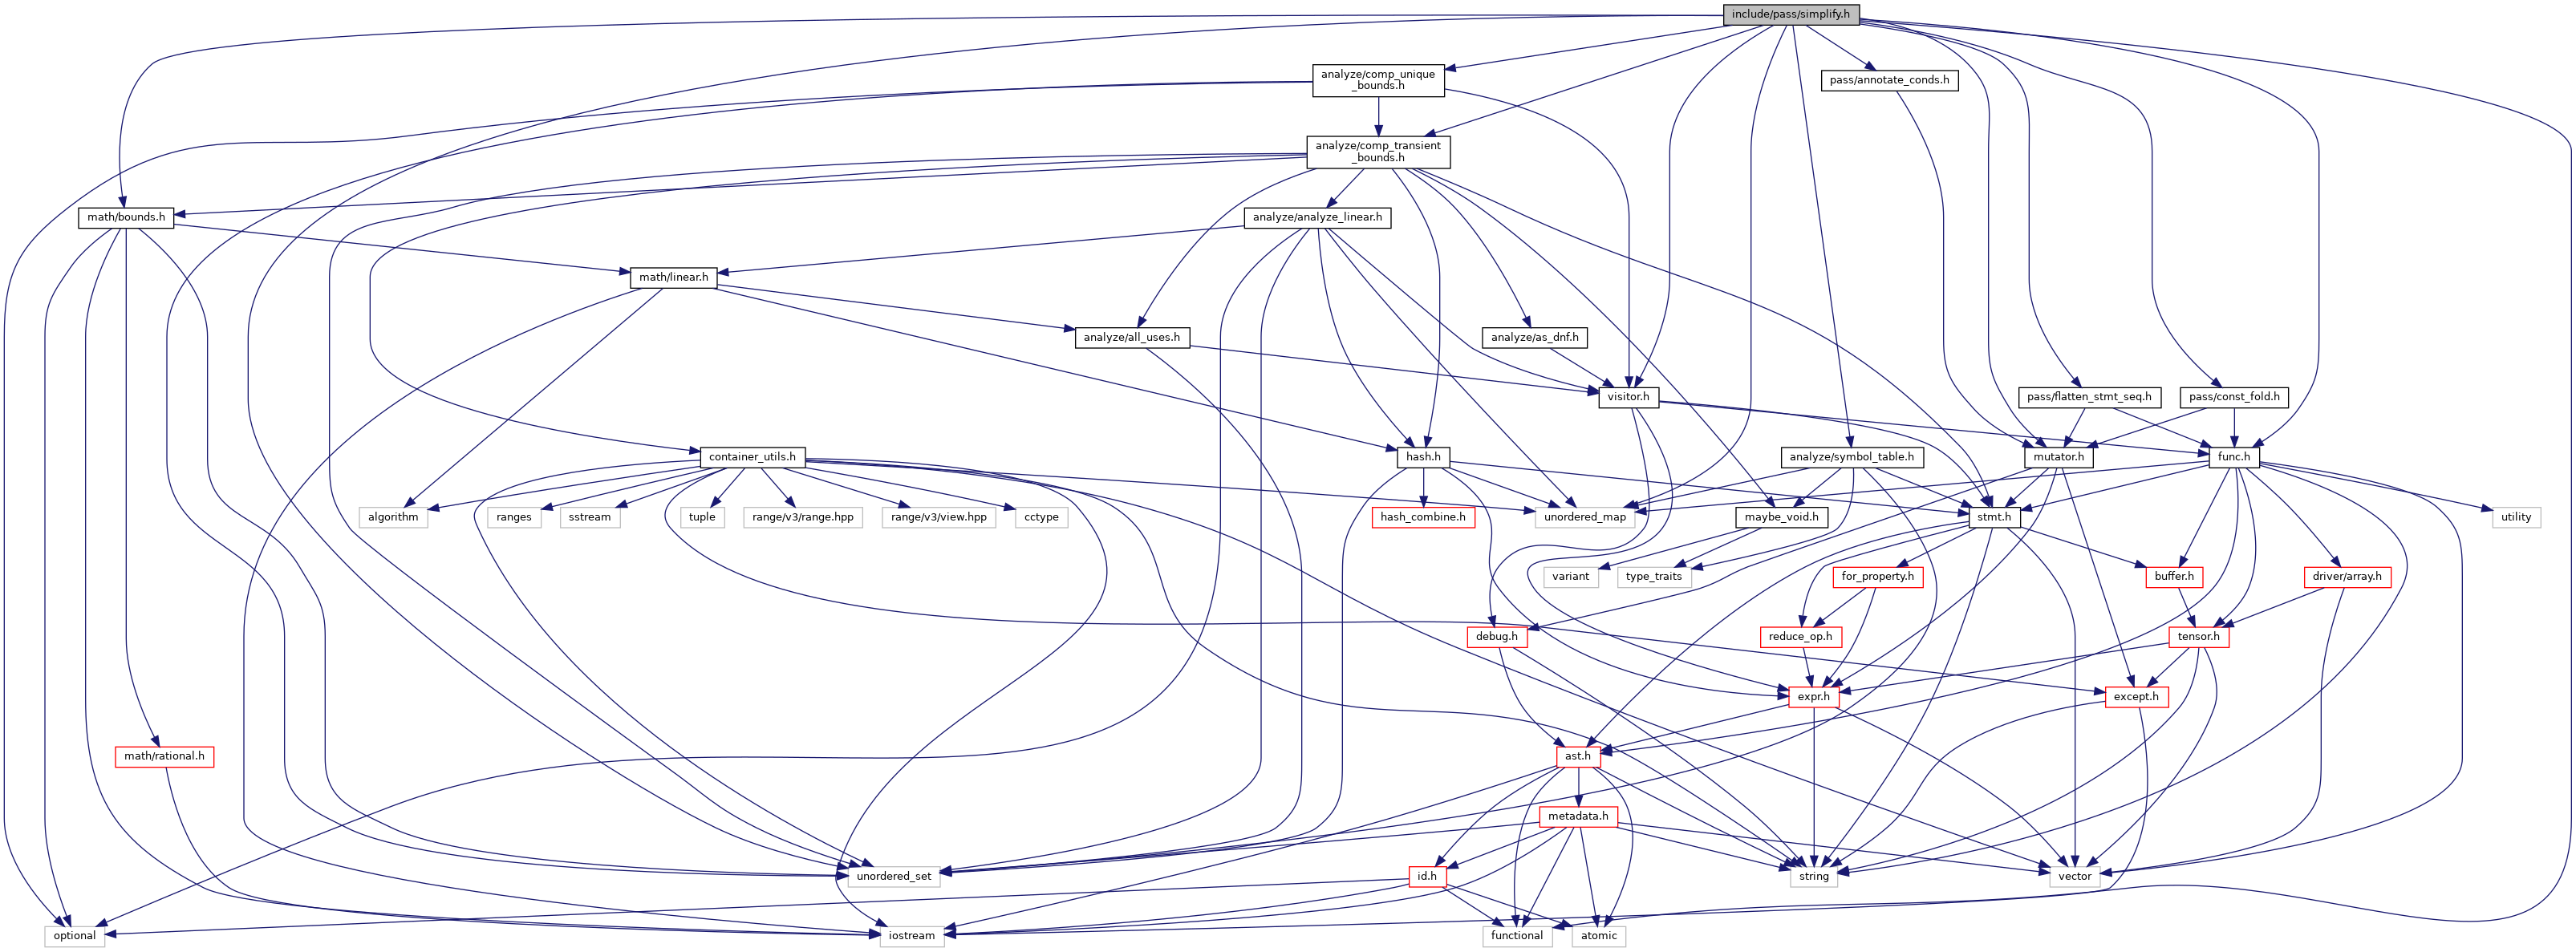 include/pass/simplify.h
analyze/comp_unique
_bounds.h
pass/annotate_conds.h
analyze/comp_transient
_bounds.h
math/bounds.h
analyze/analyze_linear.h
math/linear.h
analyze/all_uses.h
analyze/as_dnf.h
visitor.h
pass/flatten_stmt_seq.h
pass/const_fold.h
container_utils.h
hash.h
analyze/symbol_table.h
mutator.h
func.h
algorithm
ranges
sstream
tuple
range/v3/range.hpp
range/v3/view.hpp
cctype
hash_combine.h
unordered_map
maybe_void.h
stmt.h
utility
variant
type_traits
for_property.h
buffer.h
driver/array.h
debug.h
reduce_op.h
tensor.h
expr.h
except.h
math/rational.h
ast.h
metadata.h
unordered_set
id.h
string
vector
optional
iostream
functional
atomic